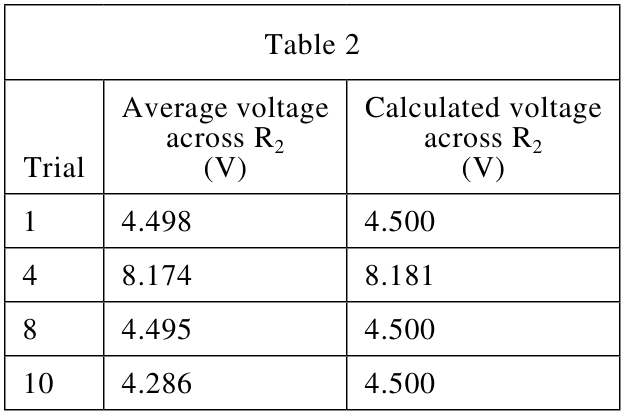 Table 2
Trial
Average voltage
across R₂
(V)
Calculated voltage
across R₂
(V)
1 4.498 4.500
4 8.174 8.181
8 4.495 4.500
10 4.286 4.500